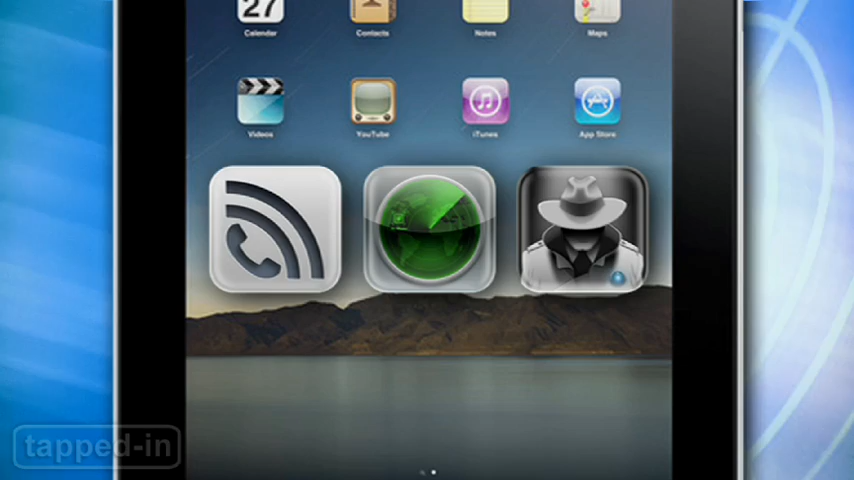 27
Calendar
Contacts
Notes
Maps
Videos
YouTube
iTunes
App Store
tapped-in